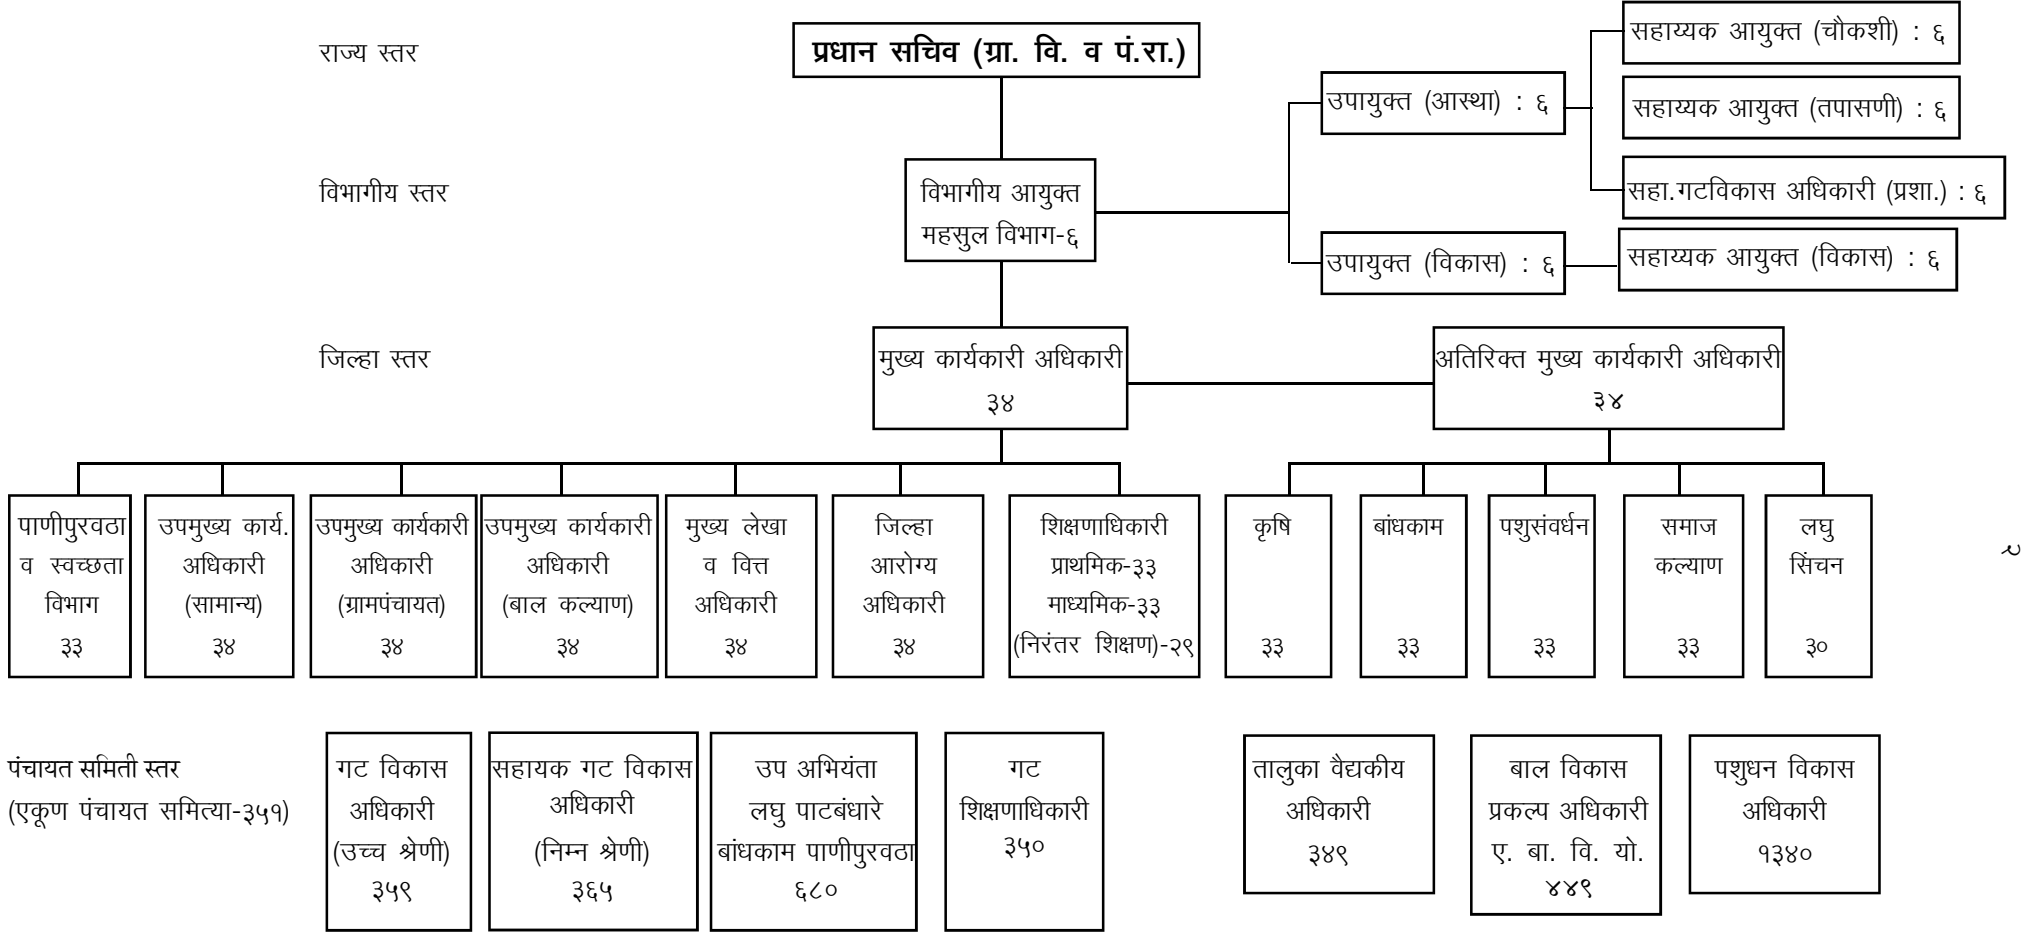 राज्य स्तर
प्रधान सचिव (ग्रा. वि. व पं.रा.)
सहाय्यक आयुक्त (चौकशी) : ६
उपायुक्त (आस्था) : ६
सहाय्यक आयुक्त (तपासणी) : ६
सहा.गटविकास अधिकारी (प्रशा.) : ६
विभागीय स्तर
विभागीय आयुक्त
महसुल विभाग-६
उपायुक्त (विकास) : ६
सहाय्यक आयुक्त (विकास) : ६
जिल्हा स्तर
मुख्य कार्यकारी अधिकारी
३४
अतिरिक्त मुख्य कार्यकारी अधिकारी
३४
पाणीपुरवठा
व स्वच्छता
विभाग
३३
उपमुख्य कार्य.
अधिकारी
(सामान्य)
३४
उपमुख्य कार्यकारी
अधिकारी
(ग्रामपंचायत)
३४
उपमुख्य कार्यकारी
अधिकारी
(बाल कल्याण)
३४
मुख्य लेखा
व वित्त
अधिकारी
३४
जिल्हा
आरोग्य
अधिकारी
३४
शिक्षणाधिकारी
प्राथमिक-३३
माध्यमिक-३३
(निरंतर शिक्षण)-२९
कृषि
३३
बांधकाम
३३
पशुसंवर्धन
३३
समाज
कल्याण
३३
लघु
सिंचन
३०
२
पंचायत समिती स्तर
(एकूण पंचायत समित्या-३५१)
गट विकास
अधिकारी
(उच्च श्रेणी)
३५९
सहायक गट विकास
अधिकारी
(निम्न श्रेणी)
३६५
उप अभियंता
लघु पाटबंधारे
बांधकाम पाणीपुरवठा
६८०
गट
शिक्षणाधिकारी
३५०
तालुका वैद्यकीय
अधिकारी
३४९
बाल विकास
प्रकल्प अधिकारी
ए. बा. वि. यो.
४४९
पशुधन विकास
अधिकारी
१३४०